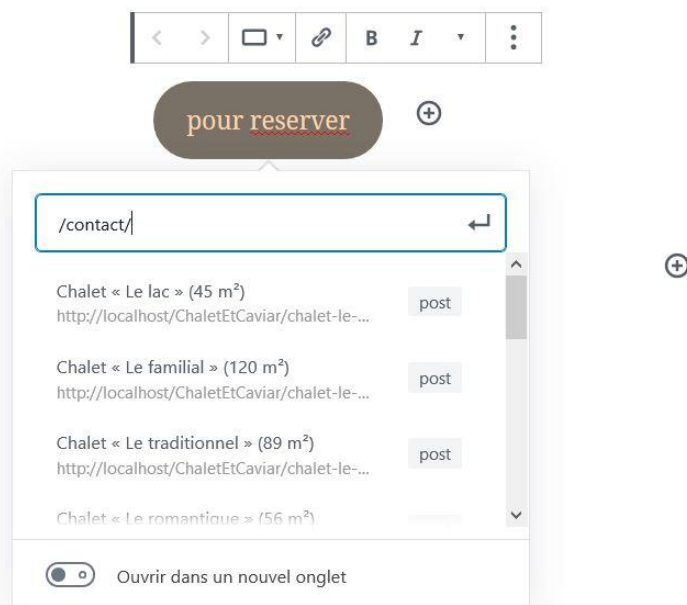 B I
pour reserver
/contact/
Chalet « Le lac » (45 m²)
http://localhost/ChaletEtCaviar/chalet-le-...
post
Chalet « Le familial » (120 m²)
http://localhost/ChaletEtCaviar/chalet-le-...
post
Chalet « Le traditionnel » (89 m²)
http://localhost/ChaletEtCaviar/chalet-le-...
post
Chalet « Le romantique » (56 m²)
Ouvrir dans un nouvel onglet